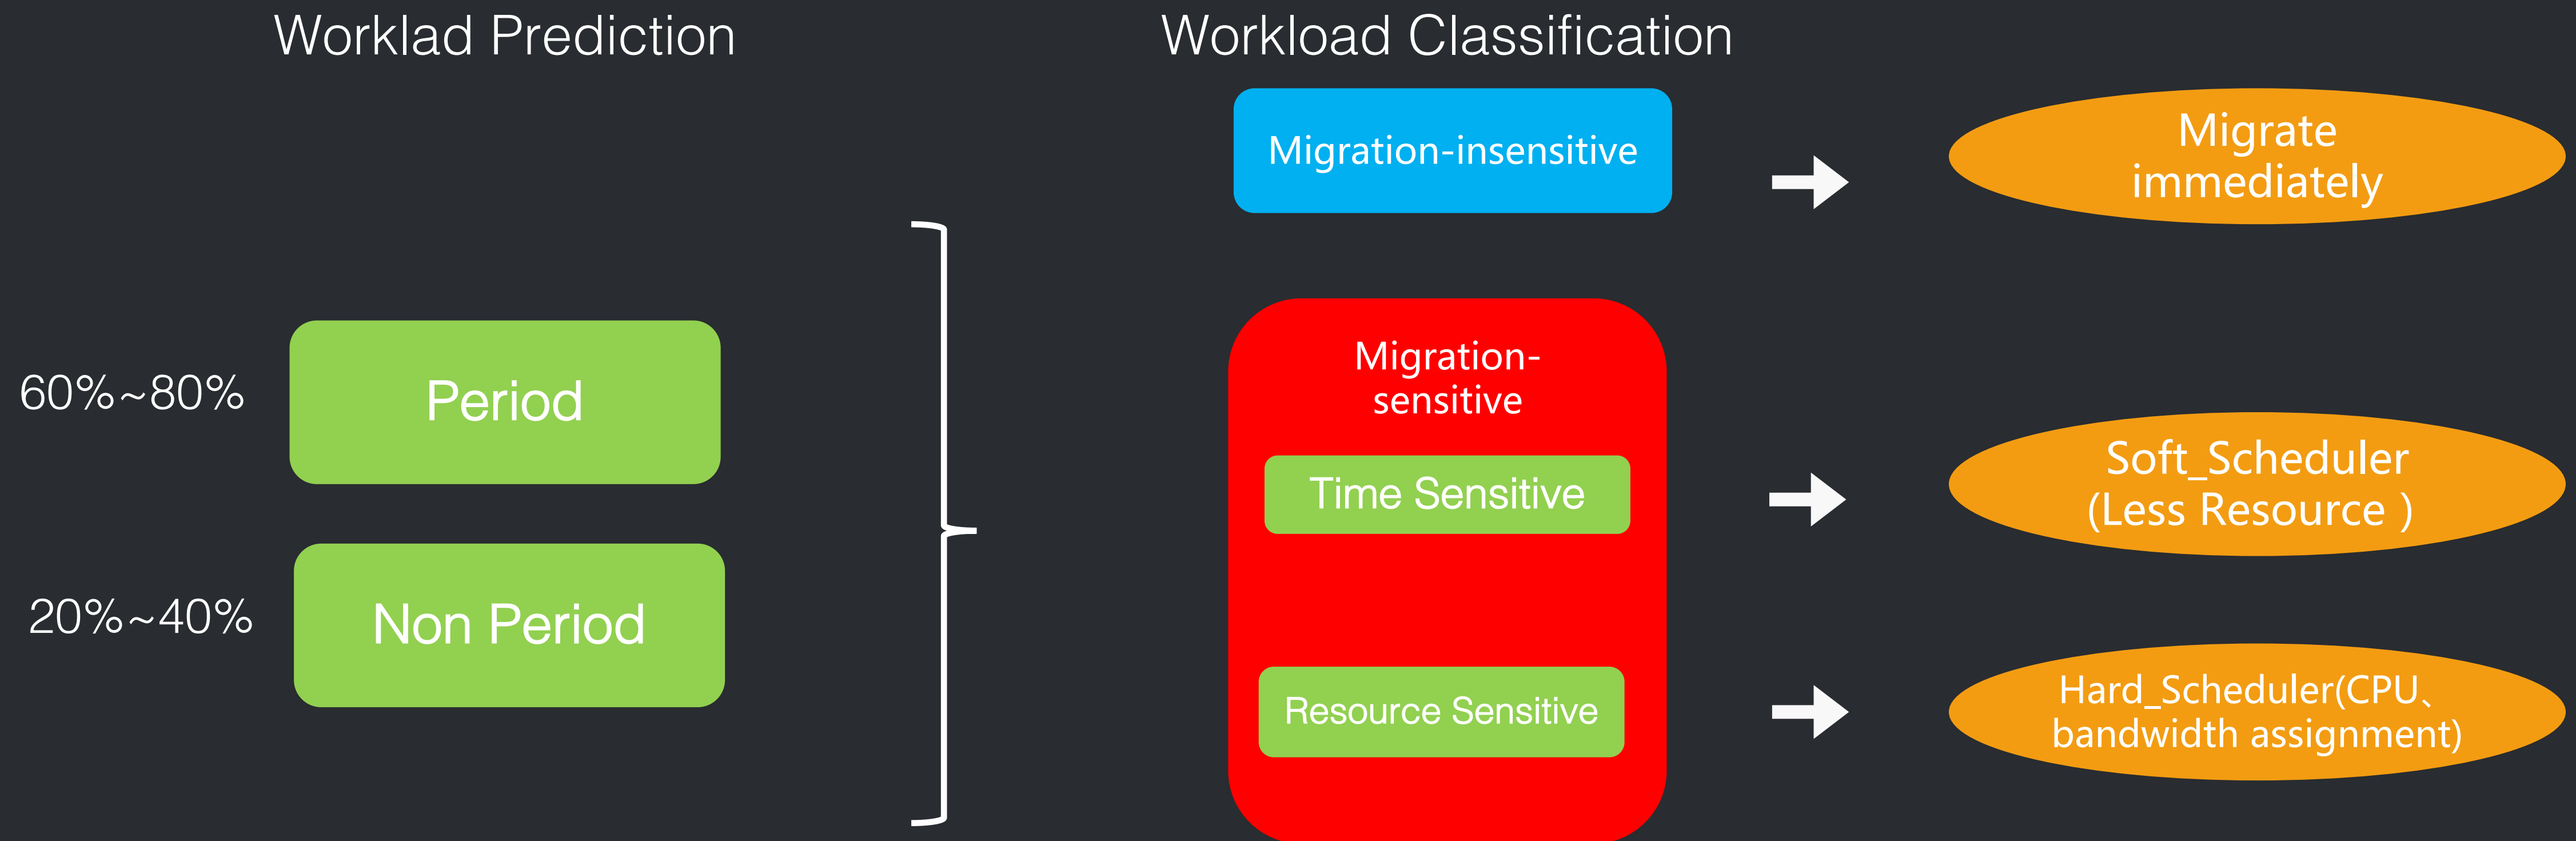 Worklad Prediction
Workload Classification
Migration-insensitive
Migrate
immediately
60%~80%
Period
Migration-
sensitive
Time Sensitive
Soft_Scheduler
(Less Resource )
20%~40%
Non Period
Resource Sensitive
Hard_Scheduler(CPU、
bandwidth assignment)